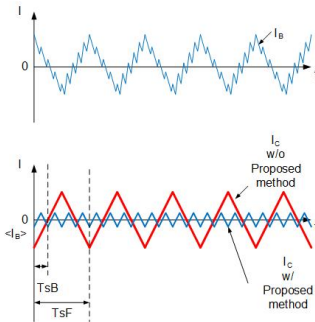 I
I_B
0
I
I_C
w/o
Proposed
method
0
<I_B>
I_C
w/
Proposed
method
TsB
TsF